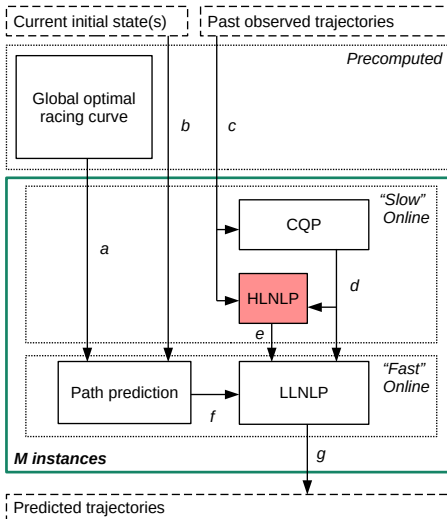 Current initial state(s)
Past observed trajectories
Precomputed
Global optimal
racing curve
b
c
a
“Slow”
Online
CQP
d
HLNLP
e
“Fast”
Online
Path prediction
LLNLP
f
g
M instances
Predicted trajectories